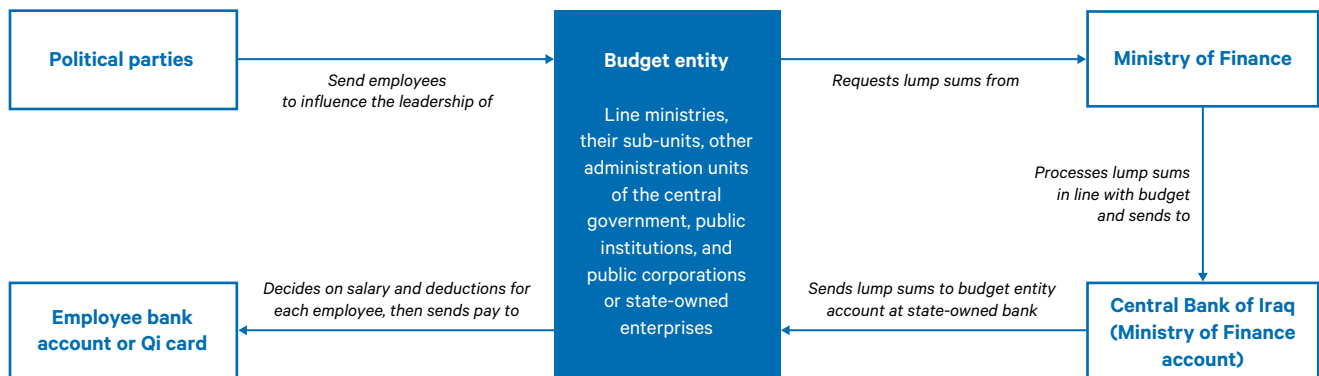 Political parties
Send employees
to influence the leadership of
Budget entity
Line ministries,
their sub-units, other
administration units
of the central
government, public
institutions, and
public corporations
or state-owned
enterprises
Requests lump sums from
Ministry of Finance
Processes lump sums
in line with budget
and sends to
Central Bank of Iraq
(Ministry of Finance
account)
Sends lump sums to budget entity
account at state-owned bank
Decides on salary and deductions for
each employee, then sends pay to
Employee bank
account or Qi card